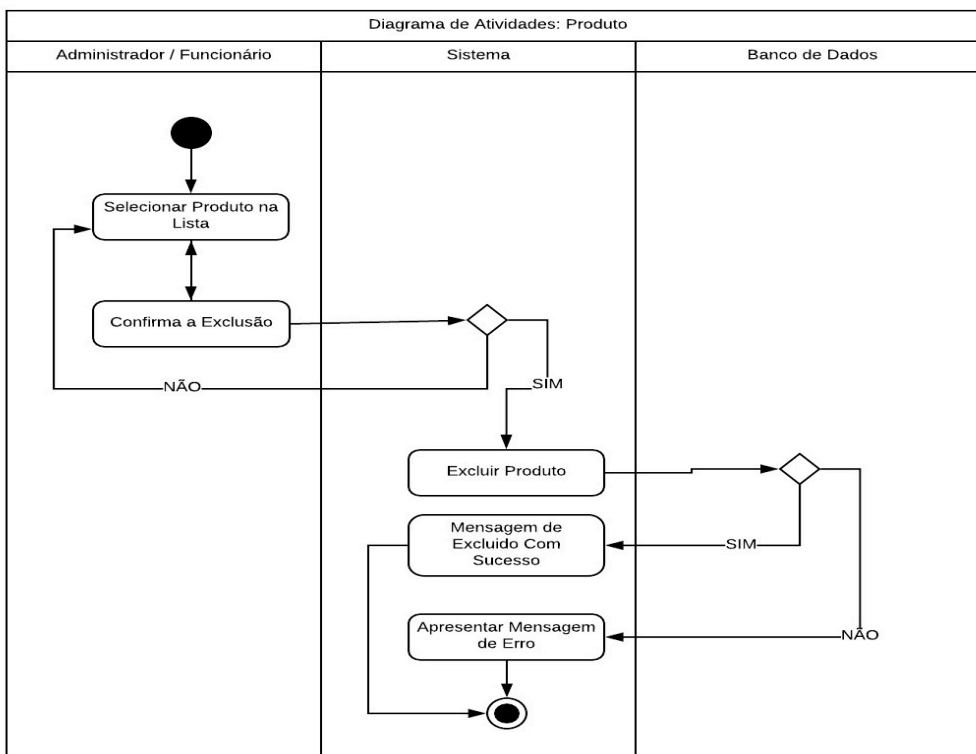 Diagrama de Atividades: Produto
Administrador / Funcionário
Sistema
Banco de Dados
Selecionar Produto na
Lista
Confirma a Exclusão
NÃO
SIM
Excluir Produto
Mensagem de
Excluido Com
Sucesso
SIM
Apresentar Mensagem
de Erro
NÃO